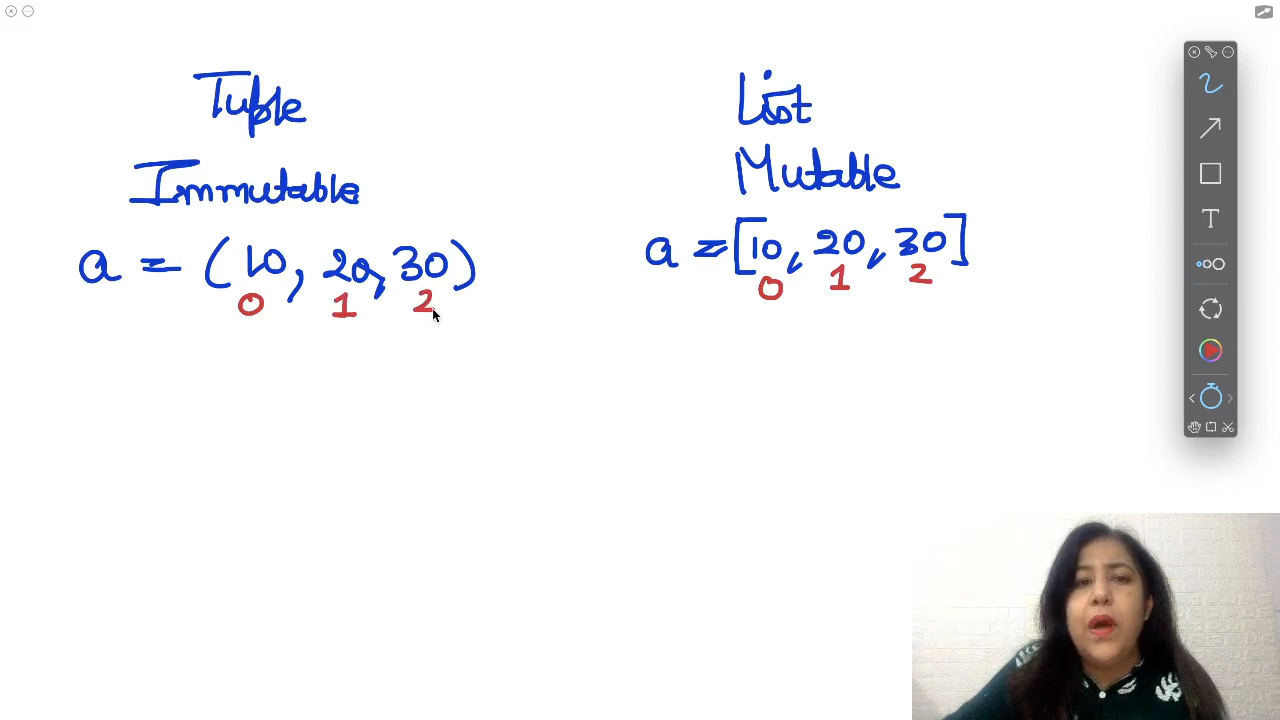 Tuple
Immutable
a = (10, 20, 30)
0 1 2
List
Mutable
a = [10, 20, 30]
0 1 2
T